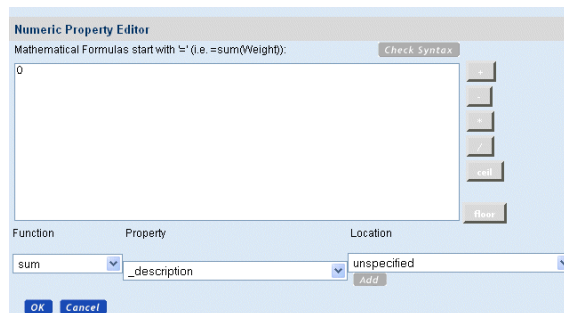 Numeric Property Editor
Mathematical Formulas start with '=' (i.e. =sum(Weight)): Check Syntax
0
+
-
*
/
ceil
floor
Function Property Location
sum _description unspecified
Add
OK Cancel